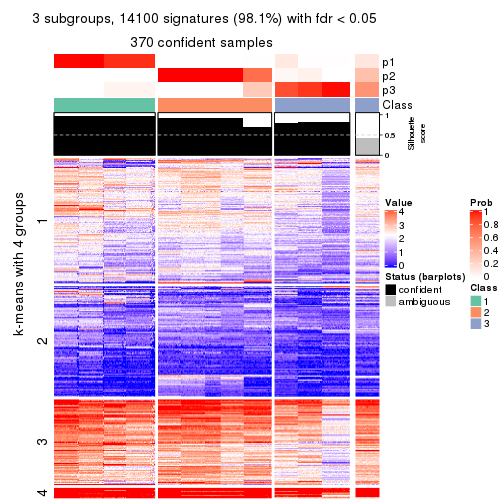 3 subgroups, 14100 signatures (98.1%) with fdr < 0.05
370 confident samples
p1
p2
p3
Class
1
0.5
0
Silhouette
score
k-means with 4 groups
1
2
3
4
Value
4
3
2
1
0
Status (barplots)
confident
ambiguous
Prob
1
0.8
0.6
0.4
0.2
0
Class
1
2
3